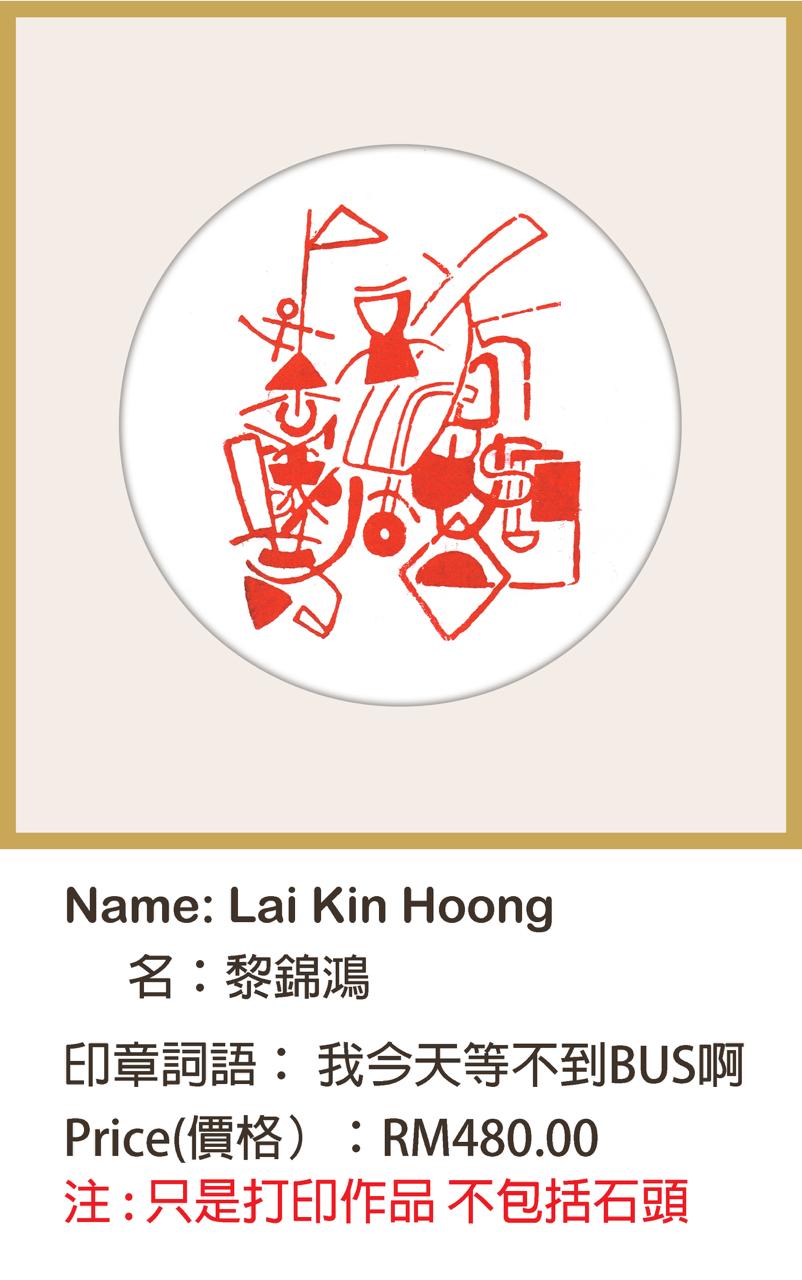 Name: Lai Kin Hoong
名：黎錦鴻
印章詞語： 我今天等不到BUS啊
Price(價格）：RM480.00
注 : 只是打印作品 不包括石頭